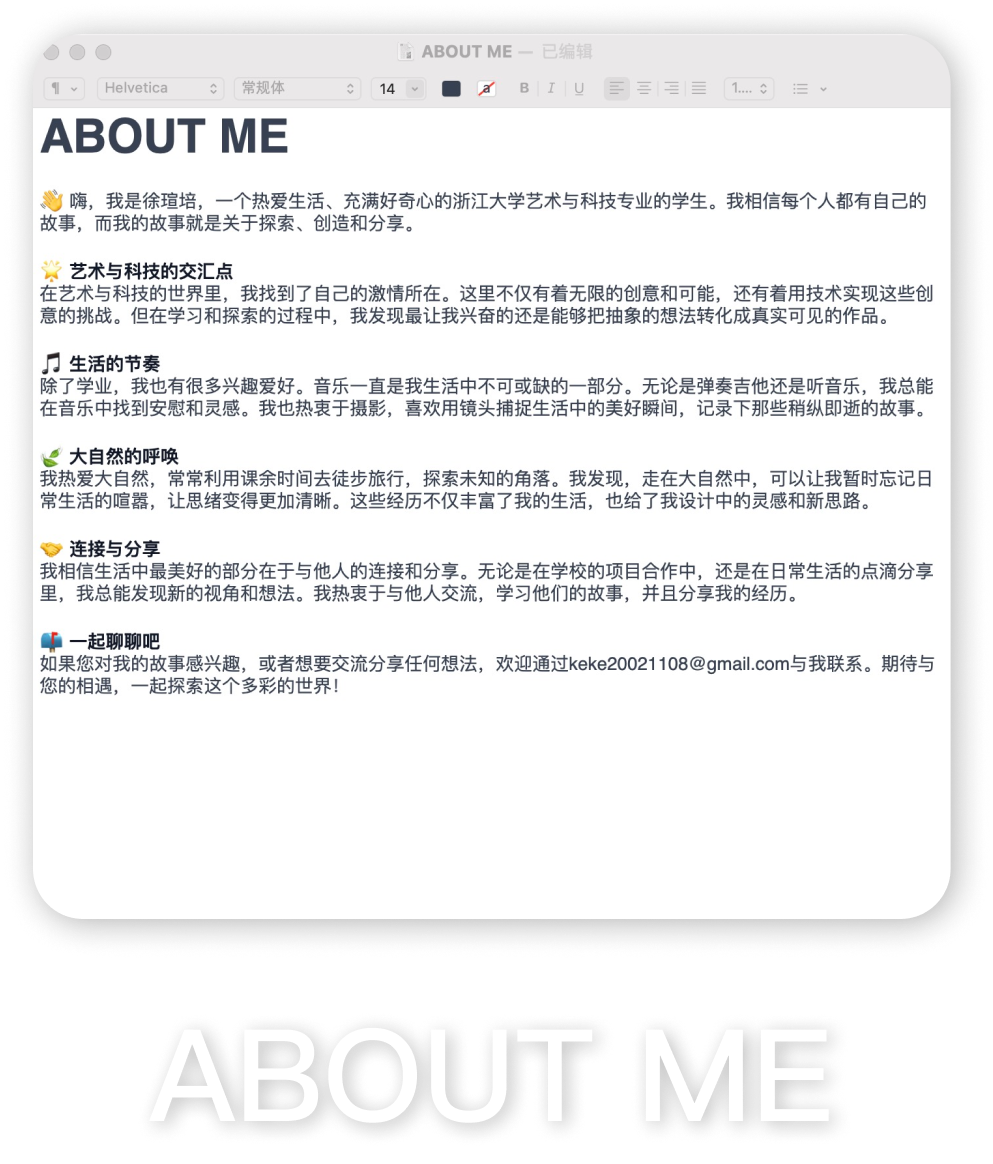 ABOUT ME — 已编辑
¶ Helvetica 常规体 14 a B I U 1....
ABOUT ME
👋 嗨，我是徐瑄培，一个热爱生活、充满好奇心的浙江大学艺术与科技专业的学生。我相信每个人都有自己的
故事，而我的故事就是关于探索、创造和分享。
🌟 艺术与科技的交汇点
在艺术与科技的世界里，我找到了自己的激情所在。这里不仅有着无限的创意和可能，还有着用技术实现这些创
意的挑战。但在学习和探索的过程中，我发现最让我兴奋的还是能够把抽象的想法转化成真实可见的作品。
🎵 生活的节奏
除了学业，我也有很多兴趣爱好。音乐一直是我生活中不可或缺的一部分。无论是弹奏吉他还是听音乐，我总能
在音乐中找到安慰和灵感。我也热衷于摄影，喜欢用镜头捕捉生活中的美好瞬间，记录下那些稍纵即逝的故事。
🍃 大自然的呼唤
我热爱大自然，常常利用课余时间去徒步旅行，探索未知的角落。我发现，走在大自然中，可以让我暂时忘记日
常生活的喧嚣，让思绪变得更加清晰。这些经历不仅丰富了我的生活，也给了我设计中的灵感和新思路。
🤝 连接与分享
我相信生活中最美好的部分在于与他人的连接和分享。无论是在学校的项目合作中，还是在日常生活的点滴分享
里，我总能发现新的视角和想法。我热衷于与他人交流，学习他们的故事，并且分享我的经历。
📫 一起聊聊吧
如果您对我的故事感兴趣，或者想要交流分享任何想法，欢迎通过keke20021108@gmail.com与我联系。期待与
您的相遇，一起探索这个多彩的世界！
ABOUT ME